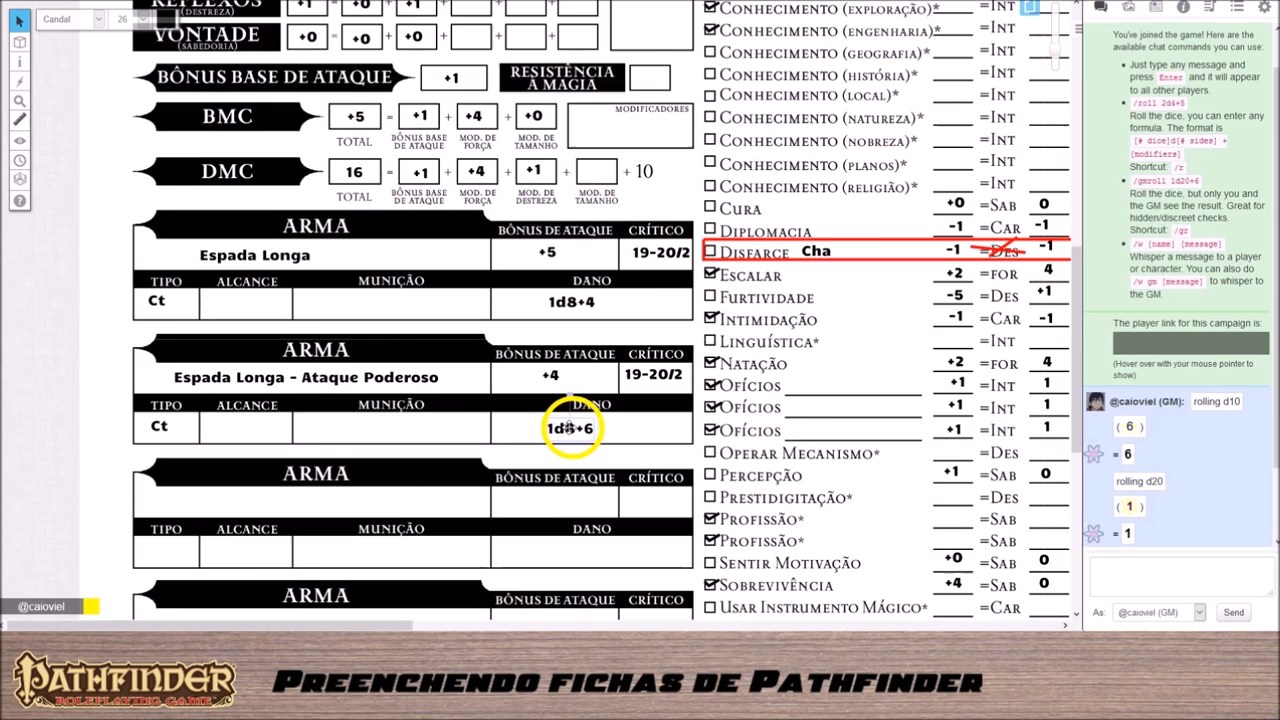 Candal 26
REFLEXOS +1 +0 +1
(DESTREZA)
VONTADE +0 +0 +0
(SABEDORIA)
BÔNUS BASE DE ATAQUE +1 RESISTÊNCIA
À MAGIA
BMC +5 = +1 + +4 + +0 MODIFICADORES
TOTAL BÔNUS BASE DE ATAQUE MOD. DE FORÇA MOD. DE TAMANHO
DMC 16 = +1 + +4 + +1 + + 10
TOTAL BÔNUS BASE DE ATAQUE MOD. DE FORÇA MOD. DE DESTREZA MOD. DE TAMANHO
ARMA BÔNUS DE ATAQUE CRÍTICO
Espada Longa +5 19-20/2
TIPO ALCANCE MUNIÇÃO DANO
Ct 1d8+4
ARMA BÔNUS DE ATAQUE CRÍTICO
Espada Longa - Ataque Poderoso +4 19-20/2
TIPO ALCANCE MUNIÇÃO DANO
Ct 1d8+6
ARMA BÔNUS DE ATAQUE CRÍTICO
TIPO ALCANCE MUNIÇÃO DANO
ARMA BÔNUS DE ATAQUE CRÍTICO
CONHECIMENTO (EXPLORAÇÃO)* =INT
CONHECIMENTO (ENGENHARIA)* =INT
CONHECIMENTO (GEOGRAFIA)* =INT
CONHECIMENTO (HISTÓRIA)* =INT
CONHECIMENTO (LOCAL)* =INT
CONHECIMENTO (NATUREZA)* =INT
CONHECIMENTO (NOBREZA)* =INT
CONHECIMENTO (PLANOS)* =INT
CONHECIMENTO (RELIGIÃO)* =INT
CURA +0 =SAB 0
DIPLOMACIA -1 =CAR -1
DISFARCE Cha -1 =DES -1
ESCALAR +2 =FOR 4
FURTIVIDADE -5 =DES +1
INTIMIDAÇÃO -1 =CAR -1
LINGUÍSTICA* =INT
NATAÇÃO +2 =FOR 4
OFÍCIOS +1 =INT 1
OFÍCIOS +1 =INT 1
OFÍCIOS +1 =INT 1
OPERAR MECANISMO* =DES
PERCEPÇÃO +1 =SAB 0
PRESTIDIGITAÇÃO* =DES
PROFISSÃO* =SAB
PROFISSÃO* =SAB
SENTIR MOTIVAÇÃO +0 =SAB 0
SOBREVIVÊNCIA +4 =SAB 0
USAR INSTRUMENTO MÁGICO* =CAR
You've joined the game! Here are the
available chat commands you can use:
Just type any message and
press Enter and it will appear
to all other players.
/roll 2d4+5
Roll the dice, you can enter any
formula. The format is
[# dice]d[# sides] +
[modifiers]
Shortcut: /r
/gmroll 1d20+6
Roll the dice, but only you and
the GM see the result. Great for
hidden/discreet checks.
Shortcut: /gr
/w [name] [message]
Whisper a message to a player
or character. You can also do
/w gm [message] to whisper to
the GM.
The player link for this campaign is:
(Hover over with your mouse pointer to
show)
@caioviel (GM): rolling d10
( 6 )
= 6
rolling d20
( 1 )
= 1
As: @caioviel (GM) Send
@caioviel
PATHFINDER
ROLEPLAYING GAME
PREENCHENDO FICHAS DE PATHFINDER